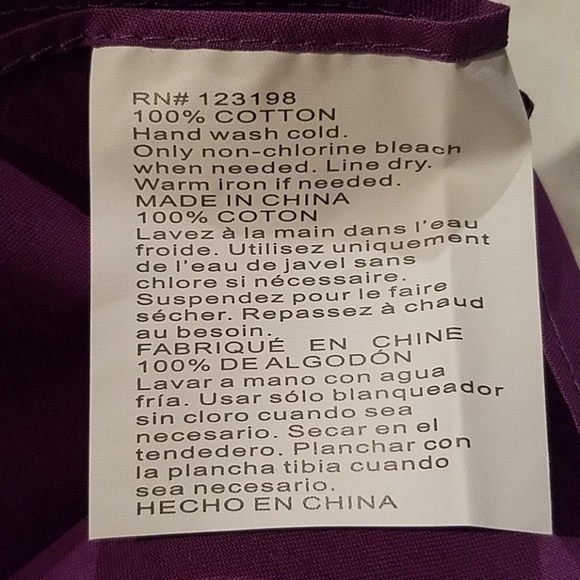 RN# 123198
100% COTTON
Hand wash cold.
Only non-chlorine bleach
when needed. Line dry.
Warm iron if needed.
MADE IN CHINA
100% COTON
Lavez à la main dans l'eau
froide. Utilisez uniquement
de l'eau de javel sans
chlore si nécessaire.
Suspendez pour le faire
sécher. Repassez à chaud
au besoin.
FABRIQUÉ EN CHINE
100% DE ALGODÓN
Lavar a mano con agua
fría. Usar sólo blanqueador
sin cloro cuando sea
necesario. Secar en el
tendedero. Planchar con
la plancha tibia cuando
sea necesario.
HECHO EN CHINA